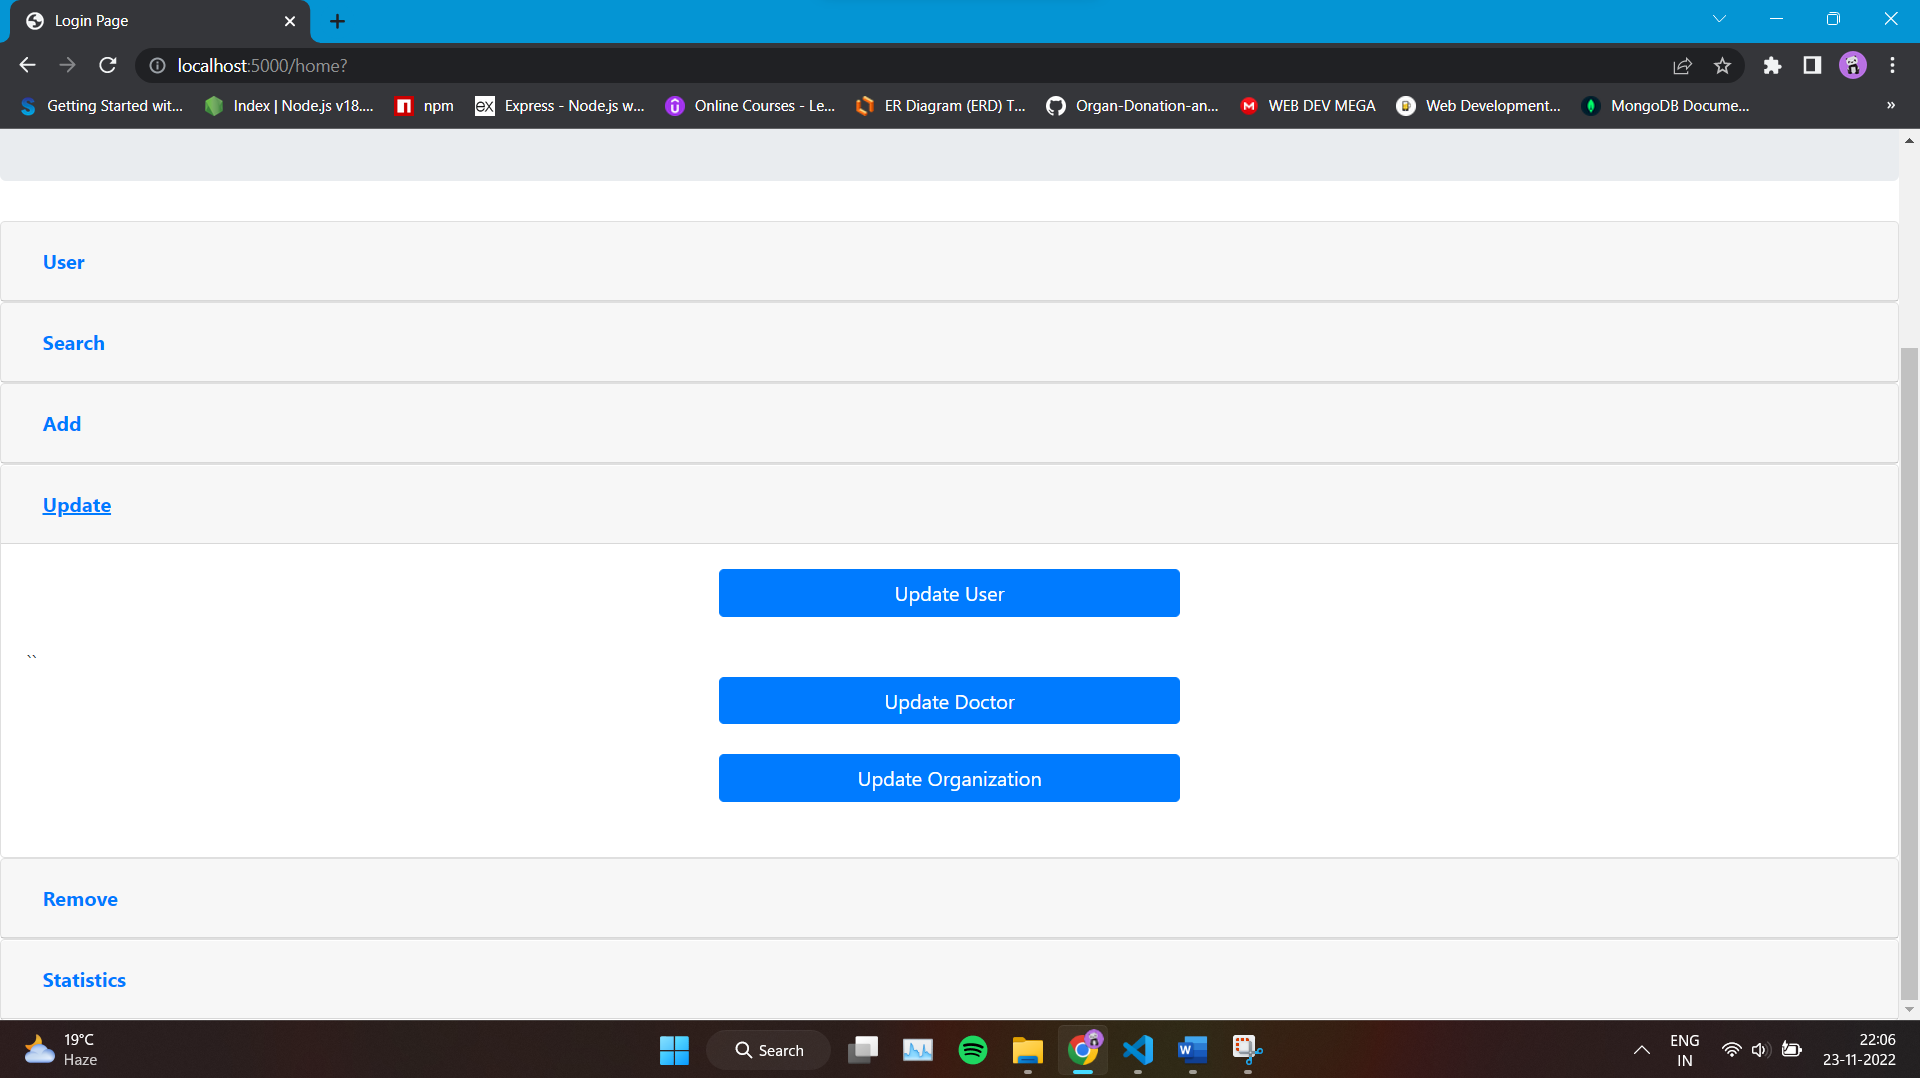 Login Page
localhost:5000/home?
Getting Started wit...
Index | Node.js v18....
npm
EX
Express - Node.js w...
Online Courses - Le...
ER Diagram (ERD) T...
Organ-Donation-an...
M
WEB DEV MEGA
Web Development...
MongoDB Docume...
»
User
Search
Add
Update
Update User
``
Update Doctor
Update Organization
Remove
Statistics
19°C
Haze
Search
W
ENG
IN
22:06
23-11-2022